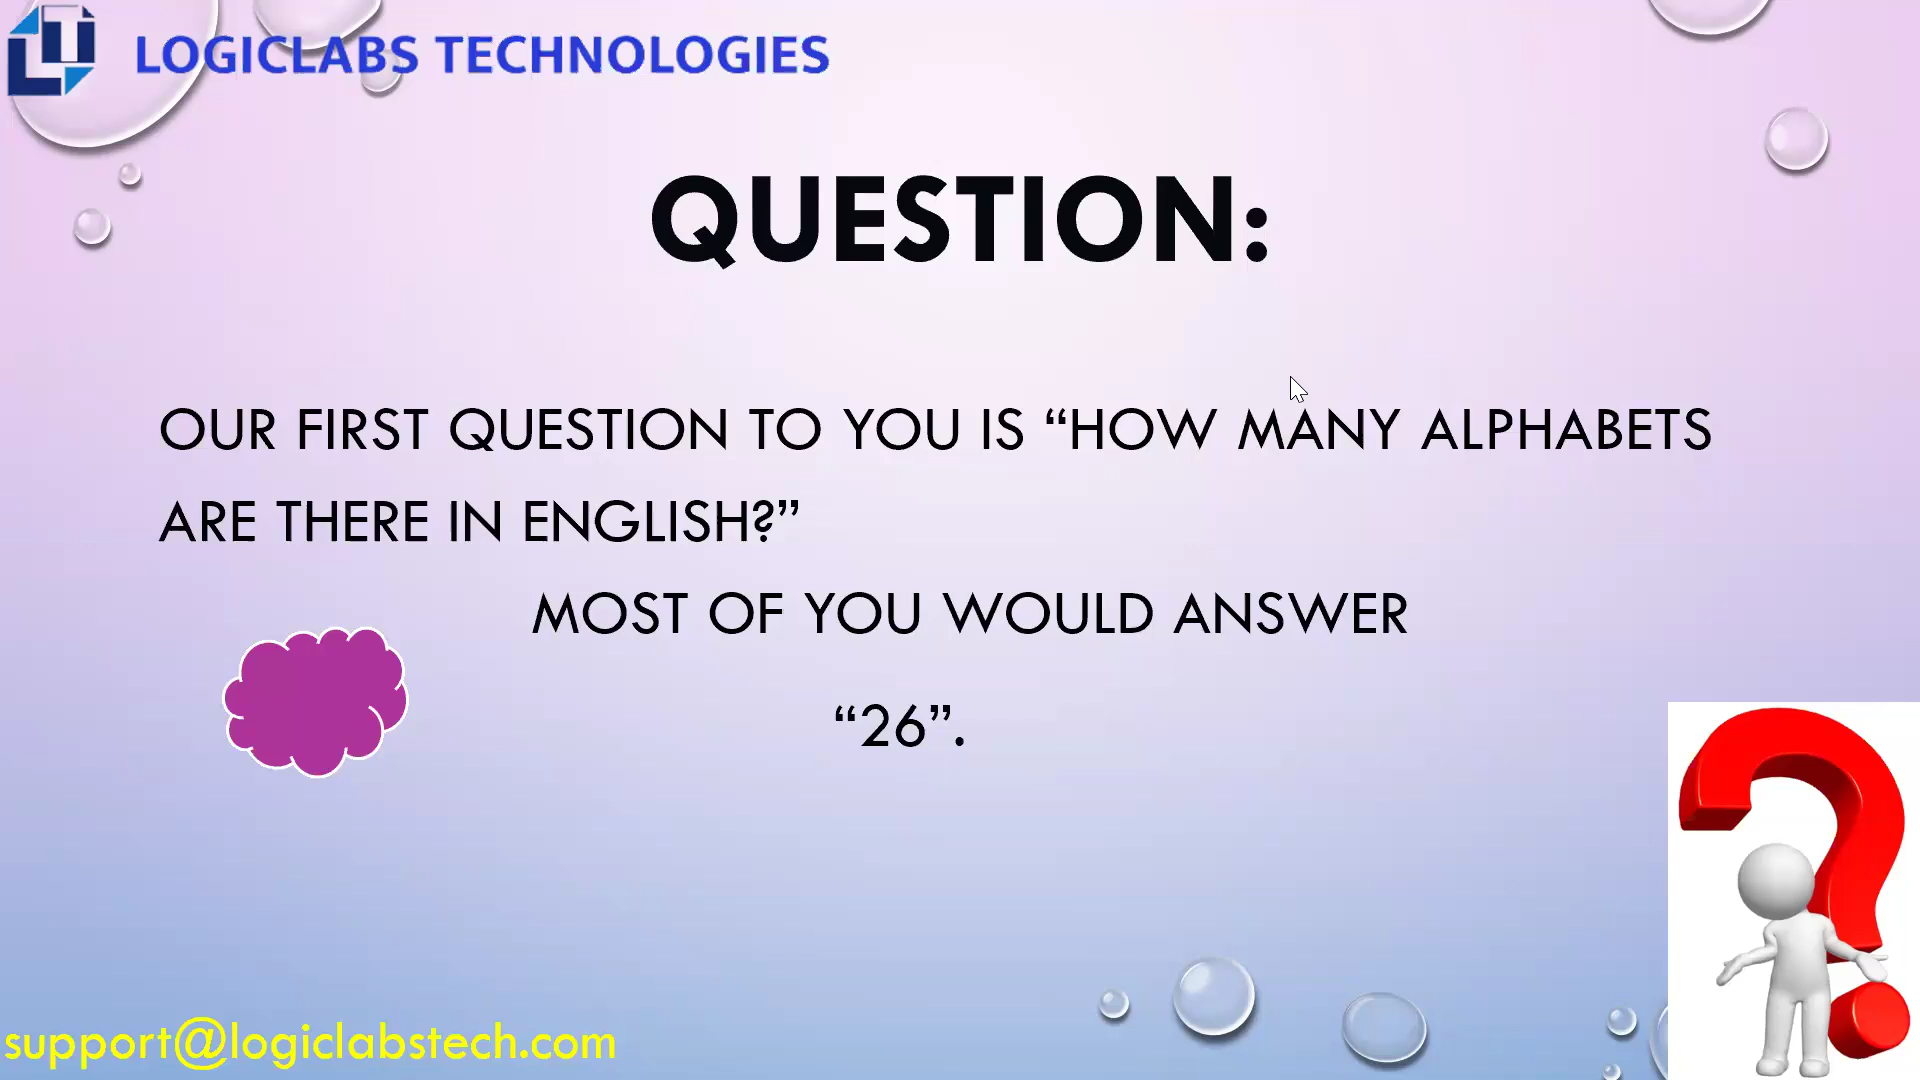 LOGICLABS TECHNOLOGIES
QUESTION:
OUR FIRST QUESTION TO YOU IS “HOW MANY ALPHABETS
ARE THERE IN ENGLISH?”
MOST OF YOU WOULD ANSWER
“26”.
support@logiclabstech.com